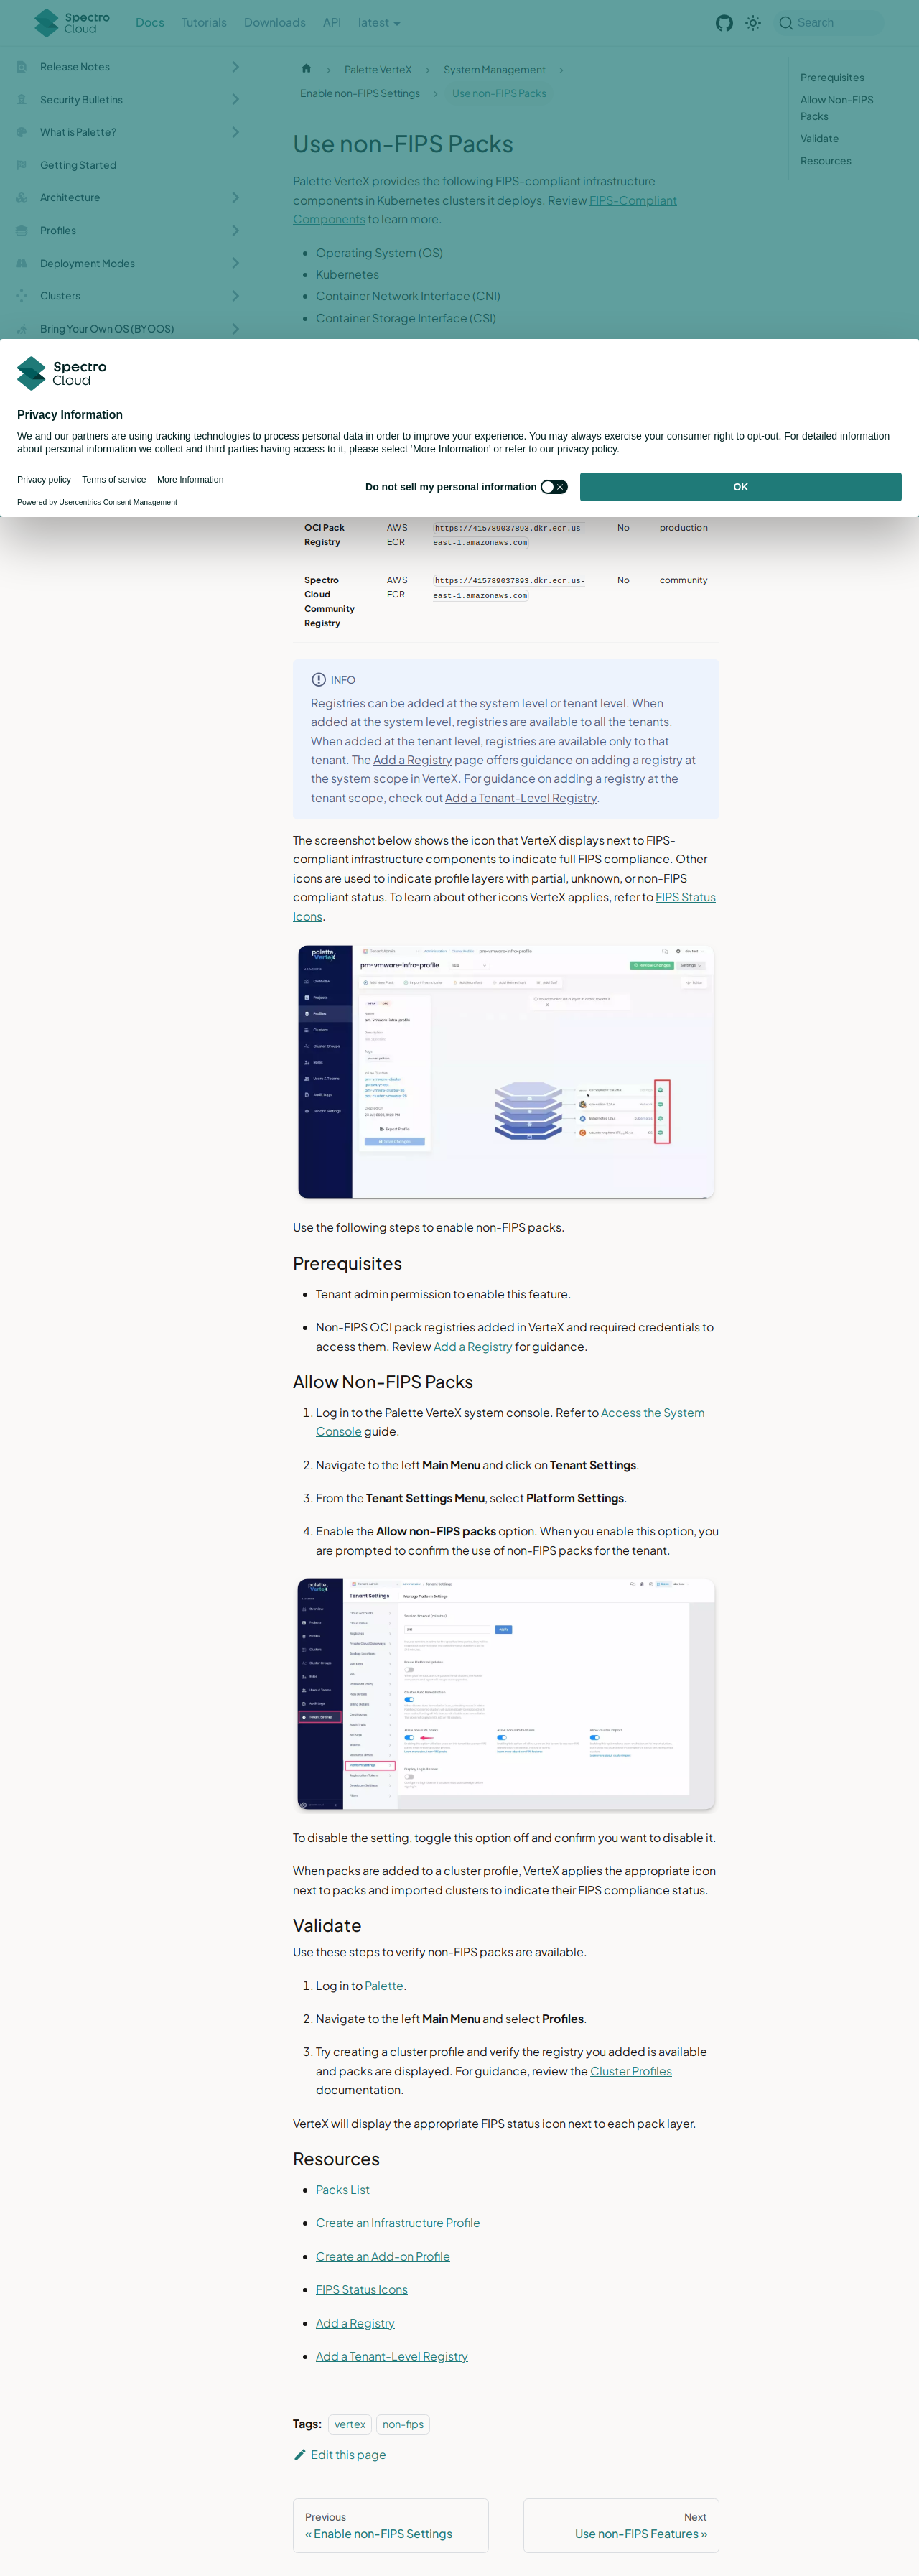 Spectro
Cloud
Docs
Tutorials
Downloads
API
latest
Search
Release Notes
Security Bulletins
What is Palette?
Getting Started
Architecture
Profiles
Deployment Modes
Clusters
Bring Your Own OS (BYOOS)
Palette VerteX
System Management
Enable non-FIPS Settings
Use non-FIPS Packs
Prerequisites
Allow Non-FIPS
Packs
Validate
Resources
Use non-FIPS Packs
Palette VerteX provides the following FIPS-compliant infrastructure
components in Kubernetes clusters it deploys. Review FIPS-Compliant
Components to learn more.
Operating System (OS)
Kubernetes
Container Network Interface (CNI)
Container Storage Interface (CSI)
Spectro
Cloud
Privacy Information
We and our partners are using tracking technologies to process personal data in order to improve your experience. You may always exercise your consumer right to opt-out. For detailed information
about personal information we collect and third parties having access to it, please select 'More Information' or refer to our privacy policy.
Privacy policy
Terms of service
More Information
Powered by Usercentrics Consent Management
Do not sell my personal information
OK
OCI Pack
Registry
AWS
ECR
https://415789037893.dkr.ecr.us-
east-1.amazonaws.com
No
production
Spectro
Cloud
Community
Registry
AWS
ECR
https://415789037893.dkr.ecr.us-
east-1.amazonaws.com
No
community
INFO
Registries can be added at the system level or tenant level. When
added at the system level, registries are available to all the tenants.
When added at the tenant level, registries are available only to that
tenant. The Add a Registry page offers guidance on adding a registry at
the system scope in VerteX. For guidance on adding a registry at the
tenant scope, check out Add a Tenant-Level Registry.
The screenshot below shows the icon that VerteX displays next to FIPS-
compliant infrastructure components to indicate full FIPS compliance. Other
icons are used to indicate profile layers with partial, unknown, or non-FIPS
compliant status. To learn about other icons VerteX applies, refer to FIPS Status
Icons.
palette
VerteX
Overview
Projects
Profiles
Clusters
Cluster Groups
Roles
Users & Teams
Audit Logs
Tenant Settings
Tenant Admin
pm-vmware-infra-profile
pm-vmware-infra-profile
Settings
Export Profile
Use the following steps to enable non-FIPS packs.
Prerequisites
Tenant admin permission to enable this feature.
Non-FIPS OCI pack registries added in VerteX and required credentials to
access them. Review Add a Registry for guidance.
Allow Non-FIPS Packs
1. Log in to the Palette VerteX system console. Refer to Access the System
Console guide.
2. Navigate to the left Main Menu and click on Tenant Settings.
3. From the Tenant Settings Menu, select Platform Settings.
4. Enable the Allow non-FIPS packs option. When you enable this option, you
are prompted to confirm the use of non-FIPS packs for the tenant.
palette
VerteX
Tenant Settings
Manage Platform Settings
Platform Settings
Tenant Settings
To disable the setting, toggle this option off and confirm you want to disable it.
When packs are added to a cluster profile, VerteX applies the appropriate icon
next to packs and imported clusters to indicate their FIPS compliance status.
Validate
Use these steps to verify non-FIPS packs are available.
1. Log in to Palette.
2. Navigate to the left Main Menu and select Profiles.
3. Try creating a cluster profile and verify the registry you added is available
and packs are displayed. For guidance, review the Cluster Profiles
documentation.
VerteX will display the appropriate FIPS status icon next to each pack layer.
Resources
Packs List
Create an Infrastructure Profile
Create an Add-on Profile
FIPS Status Icons
Add a Registry
Add a Tenant-Level Registry
Tags:
vertex
non-fips
Edit this page
Previous
« Enable non-FIPS Settings
Next
Use non-FIPS Features »